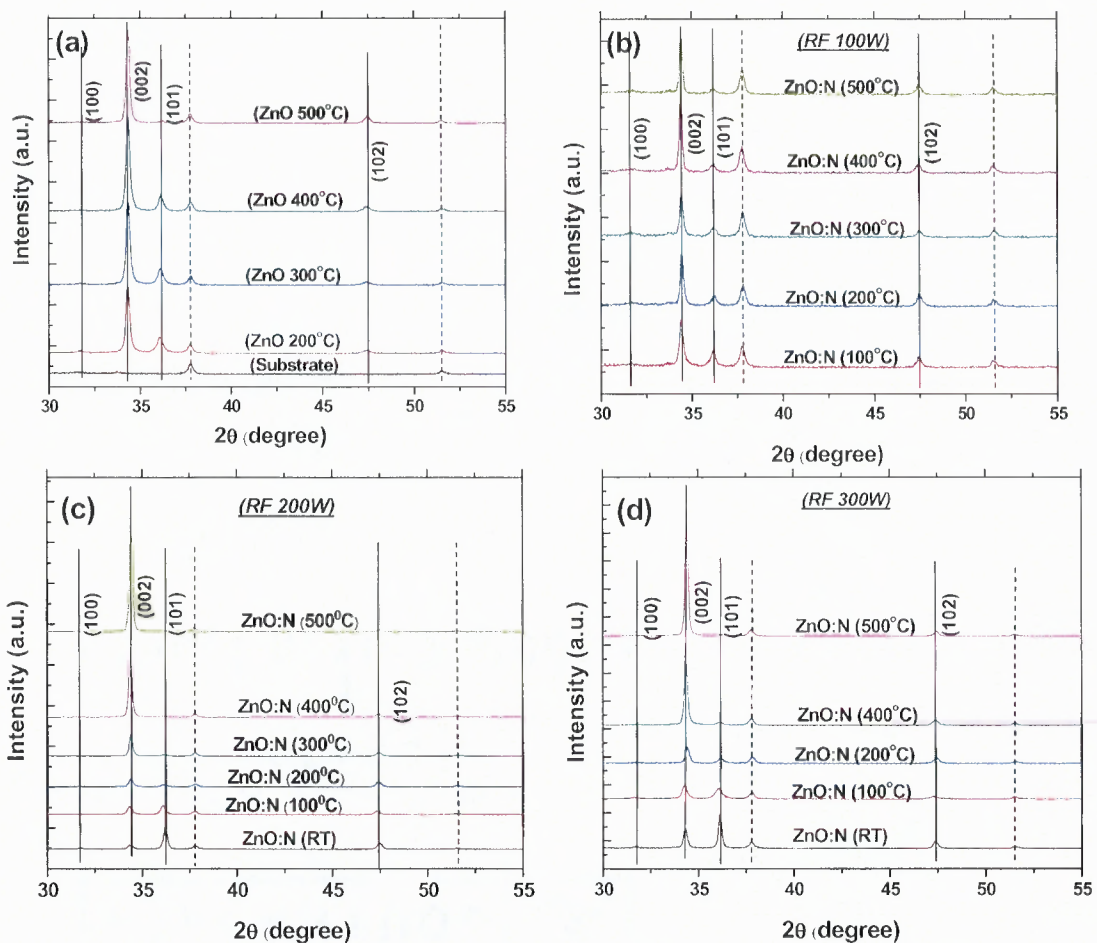 (a)
(100)
(002)
(101)
(102)
(ZnO 500°C)
(ZnO 400°C)
(ZnO 300°C)
(ZnO 200°C)
(Substrate)
Intensity (a.u.)
30 35 40 45 50 55
2θ (degree)
(b)
(RF 100W)
(100)
(002)
(101)
(102)
ZnO:N (500°C)
ZnO:N (400°C)
ZnO:N (300°C)
ZnO:N (200°C)
ZnO:N (100°C)
Intensity (a.u.)
30 35 40 45 50 55
2θ (degree)
(c)
(RF 200W)
(100)
(002)
(101)
(102)
ZnO:N (500⁰C)
ZnO:N (400⁰C)
ZnO:N (300⁰C)
ZnO:N (200⁰C)
ZnO:N (100⁰C)
ZnO:N (RT)
Intensity (a.u.)
30 35 40 45 50 55
2θ (degree)
(d)
(RF 300W)
(100)
(002)
(101)
(102)
ZnO:N (500°C)
ZnO:N (400°C)
ZnO:N (200°C)
ZnO:N (100°C)
ZnO:N (RT)
Intensity (a.u.)
30 35 40 45 50 55
2θ (degree)